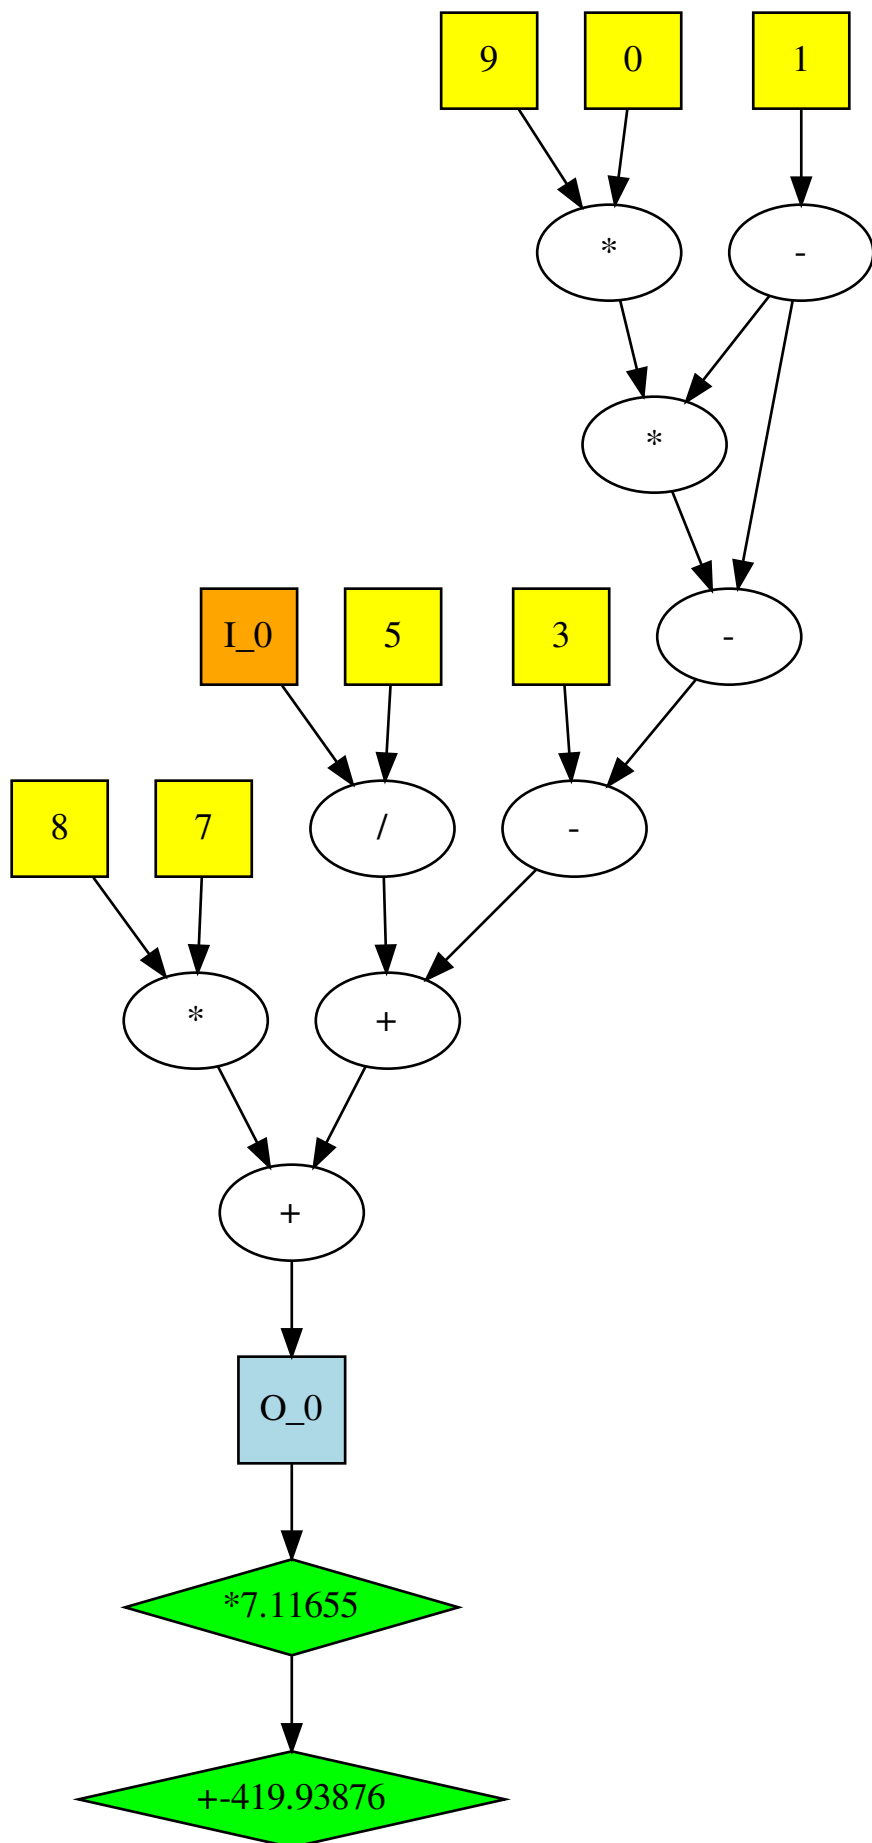 9 0 1
* -
*
-
I_0 5 3
8 7 / -
* +
+
O_0
*7.11655
+-419.93876